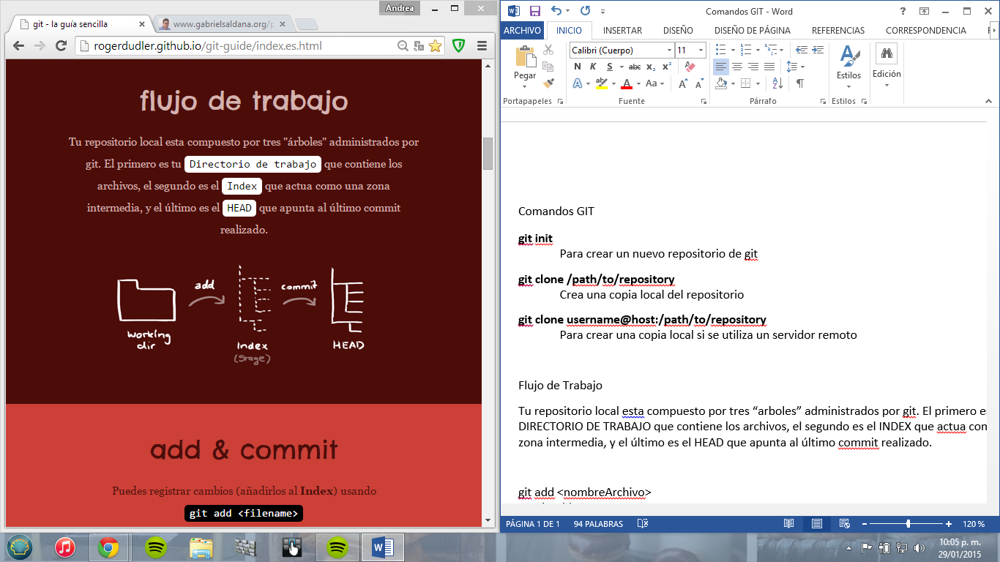 Andrea
git - la guía sencilla
www.gabrielsaldana.org/
rogerdudler.github.io/git-guide/index.es.html
flujo de trabajo
Tu repositorio local esta compuesto por tres "árboles" administrados por
git. El primero es tu Directorio de trabajo que contiene los
archivos, el segundo es el Index que actua como una zona
intermedia, y el último es el HEAD que apunta al último commit
realizado.
add
commit
working
dir
Index
(Stage)
HEAD
add & commit
Puedes registrar cambios (añadirlos al Index) usando
git add <filename>
Comandos GIT - Word
ARCHIVO INICIO INSERTAR DISEÑO DISEÑO DE PÁGINA REFERENCIAS CORRESPONDENCIA
Calibri (Cuerpo) 11
Pegar
N K S abc x₂ x²
A ab A Aa A A
Estilos
Edición
Portapapeles Fuente Párrafo Estilos
Comandos GIT
git init
Para crear un nuevo repositorio de git
git clone /path/to/repository
Crea una copia local del repositorio
git clone username@host:/path/to/repository
Para crear una copia local si se utiliza un servidor remoto
Flujo de Trabajo
Tu repositorio local esta compuesto por tres “arboles” administrados por git. El primero e
DIRECTORIO DE TRABAJO que contiene los archivos, el segundo es el INDEX que actua com
zona intermedia, y el último es el HEAD que apunta al último commit realizado.
git add <nombreArchivo>
PÁGINA 1 DE 1 94 PALABRAS 120 %
10:05 p. m.
29/01/2015